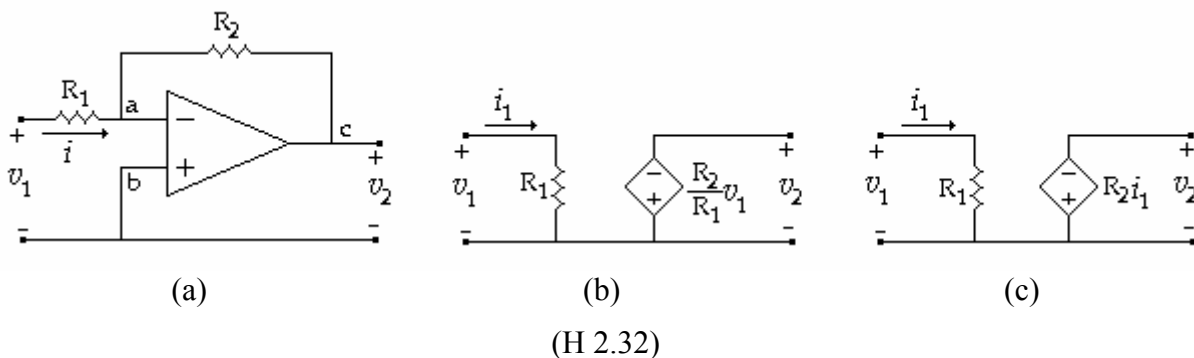 R2
R1
a
−
c
+
i
+
+
v1
b
v2
−
−
i1
+
−
+
v1
R1
R2/R1 v1
v2
+
−
−
i1
+
−
+
v1
R1
R2i1
v2
+
−
−
(a)
(b)
(c)
(H 2.32)